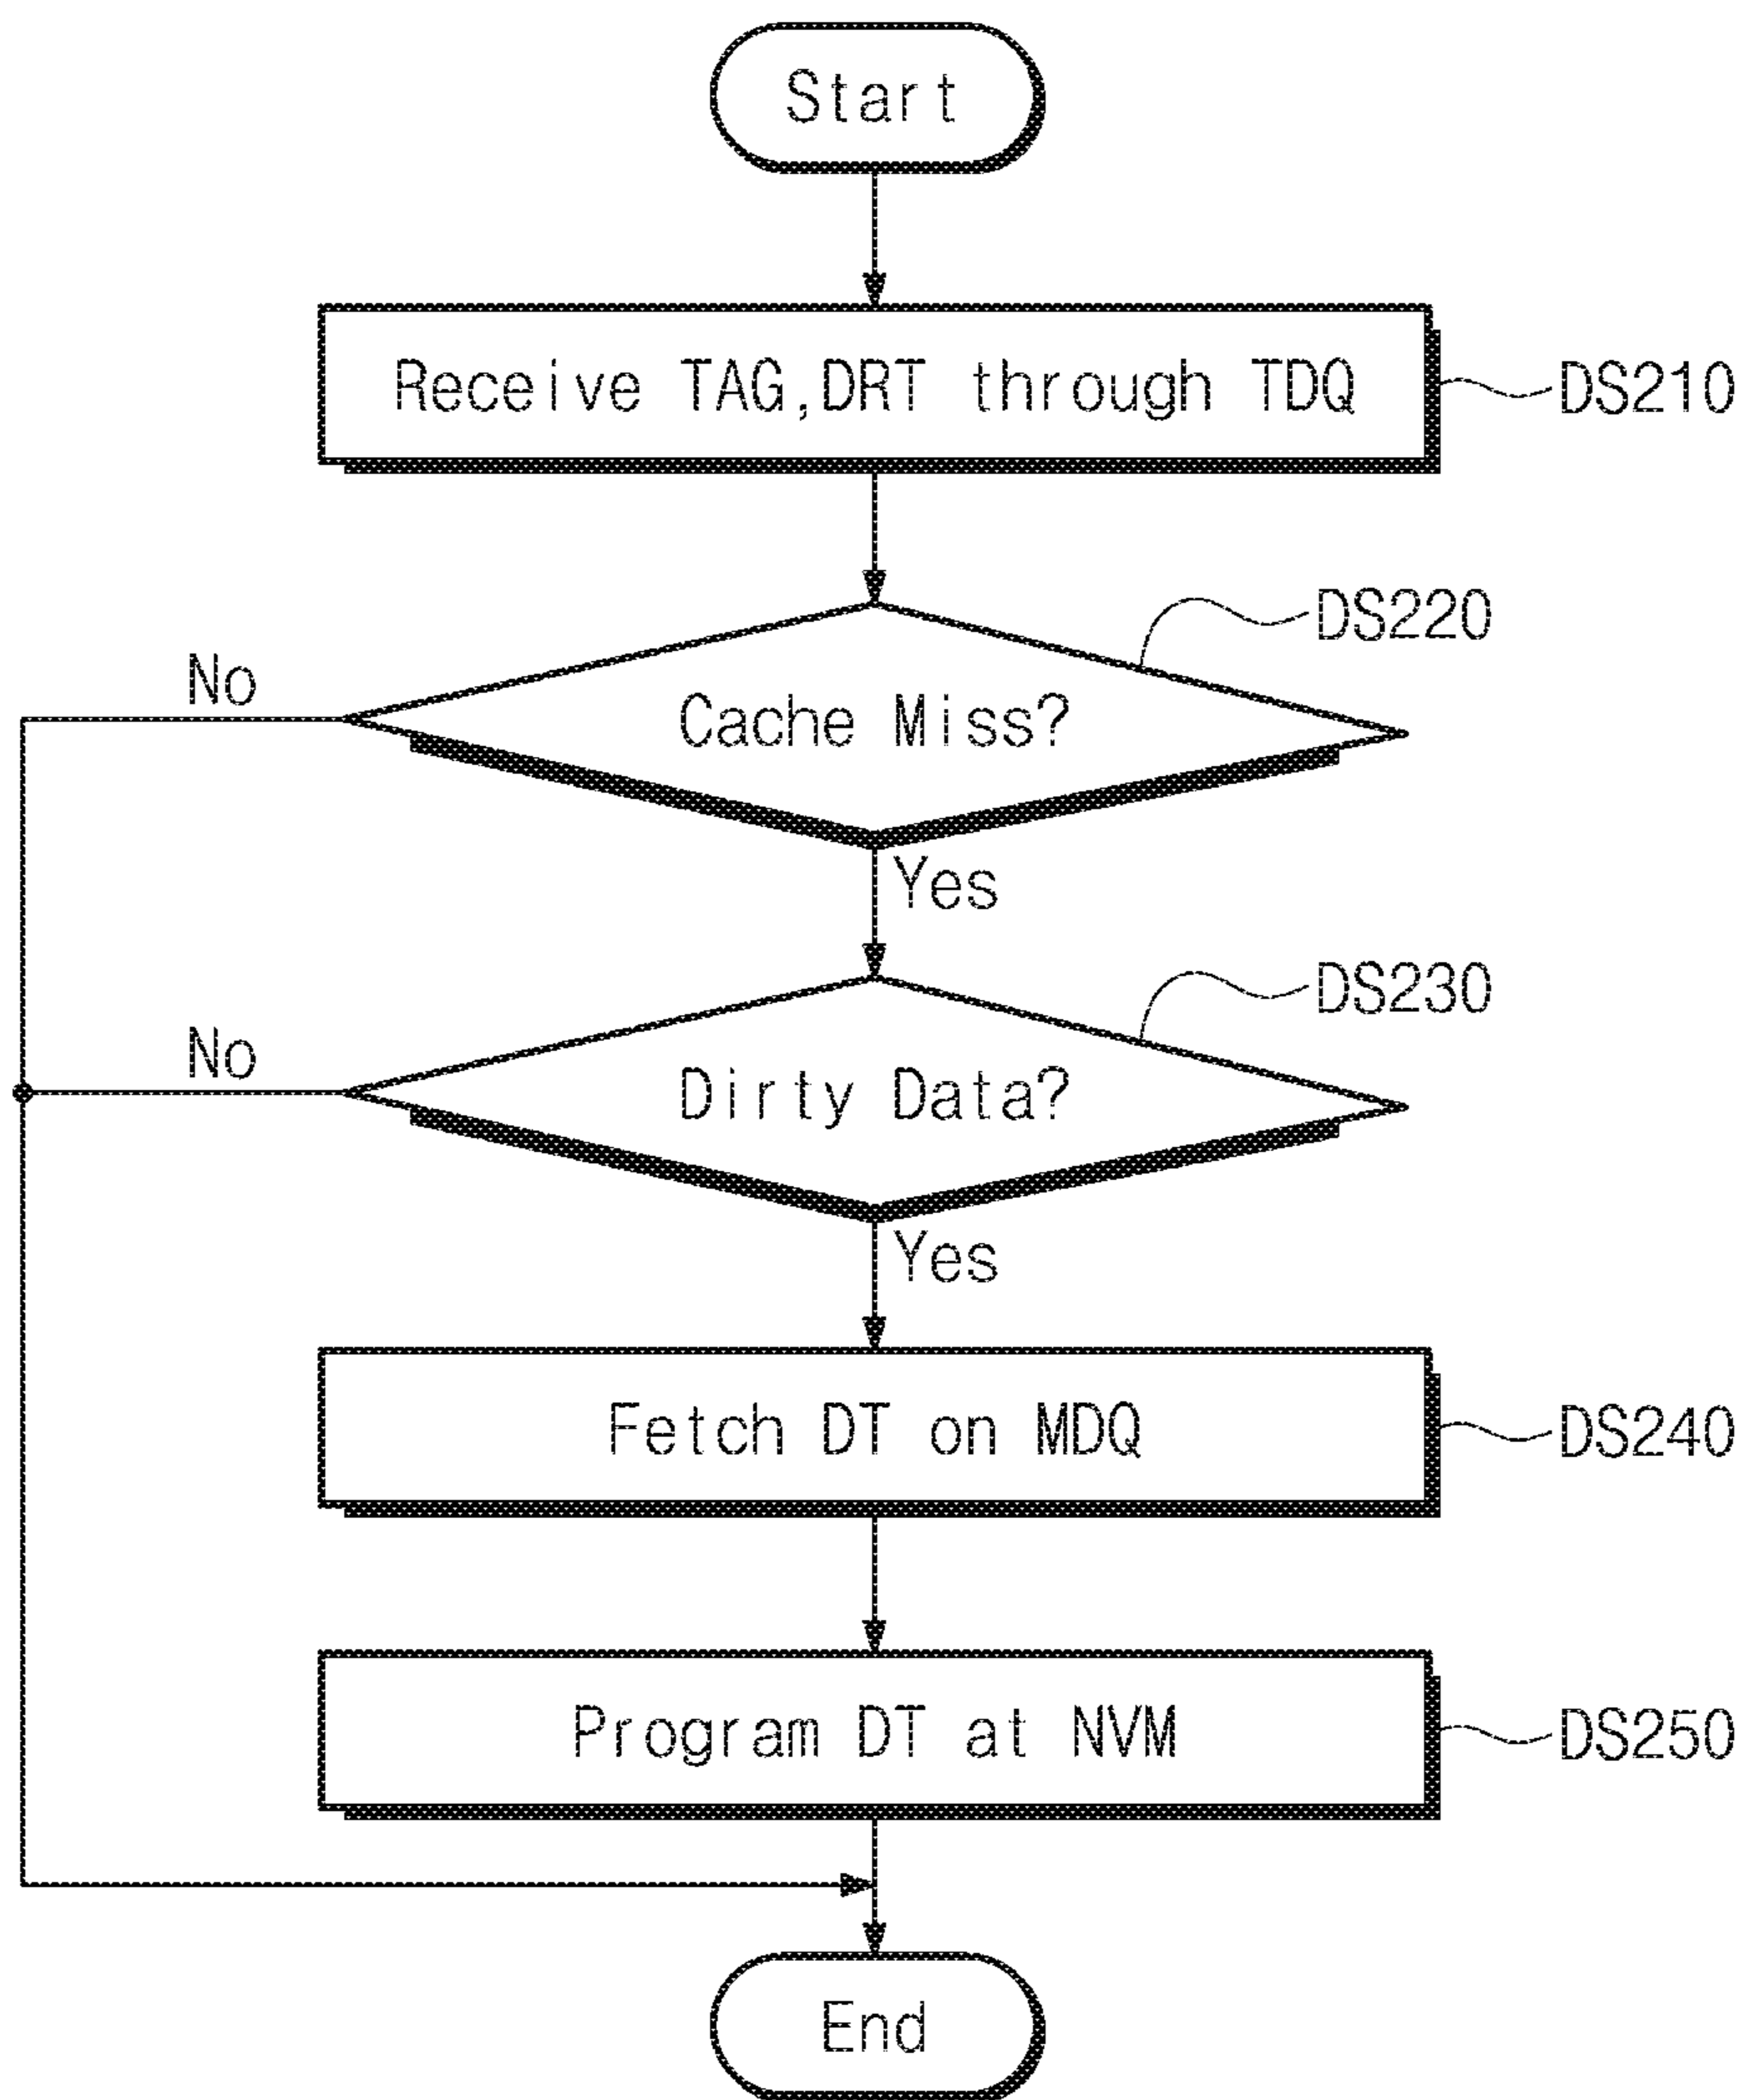 Start
Receive TAG,DRT through TDQ
DS210
DS220
No
Cache Miss?
Yes
DS230
No
Dirty Data?
Yes
Fetch DT on MDQ
DS240
Program DT at NVM
DS250
End